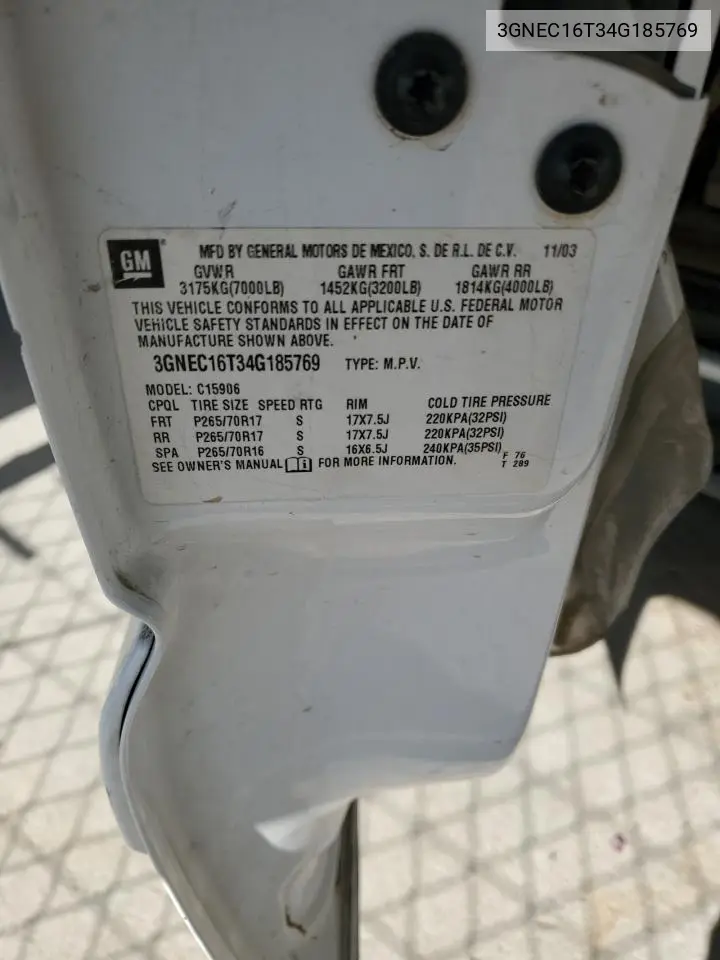 3GNEC16T34G185769
GM MFD BY GENERAL MOTORS DE MEXICO, S. DE R.L. DE C.V. 11/03
GVWR GAWR FRT GAWR RR
3175KG(7000LB) 1452KG(3200LB) 1814KG(4000LB)
THIS VEHICLE CONFORMS TO ALL APPLICABLE U.S. FEDERAL MOTOR
VEHICLE SAFETY STANDARDS IN EFFECT ON THE DATE OF
MANUFACTURE SHOWN ABOVE.
3GNEC16T34G185769 TYPE: M.P.V.
MODEL: C15906
CPQL TIRE SIZE SPEED RTG RIM COLD TIRE PRESSURE
FRT P265/70R17 S 17X7.5J 220KPA(32PSI)
RR P265/70R17 S 17X7.5J 220KPA(32PSI)
SPA P265/70R16 S 16X6.5J 240KPA(35PSI) F 76
SEE OWNER'S MANUAL i FOR MORE INFORMATION. T 289